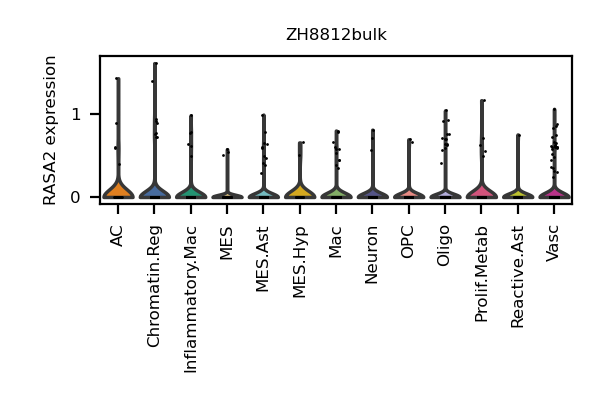 ZH8812bulk
RASA2 expression
1
0
AC
Chromatin.Reg
Inflammatory.Mac
MES
MES.Ast
MES.Hyp
Mac
Neuron
OPC
Oligo
Prolif.Metab
Reactive.Ast
Vasc